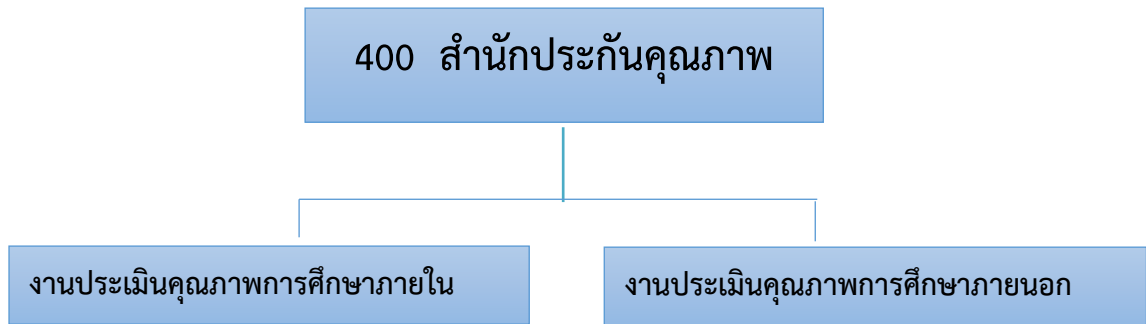 400 สำนักประกันคุณภาพ
งานประเมินคุณภาพการศึกษาภายใน
งานประเมินคุณภาพการศึกษาภายนอก